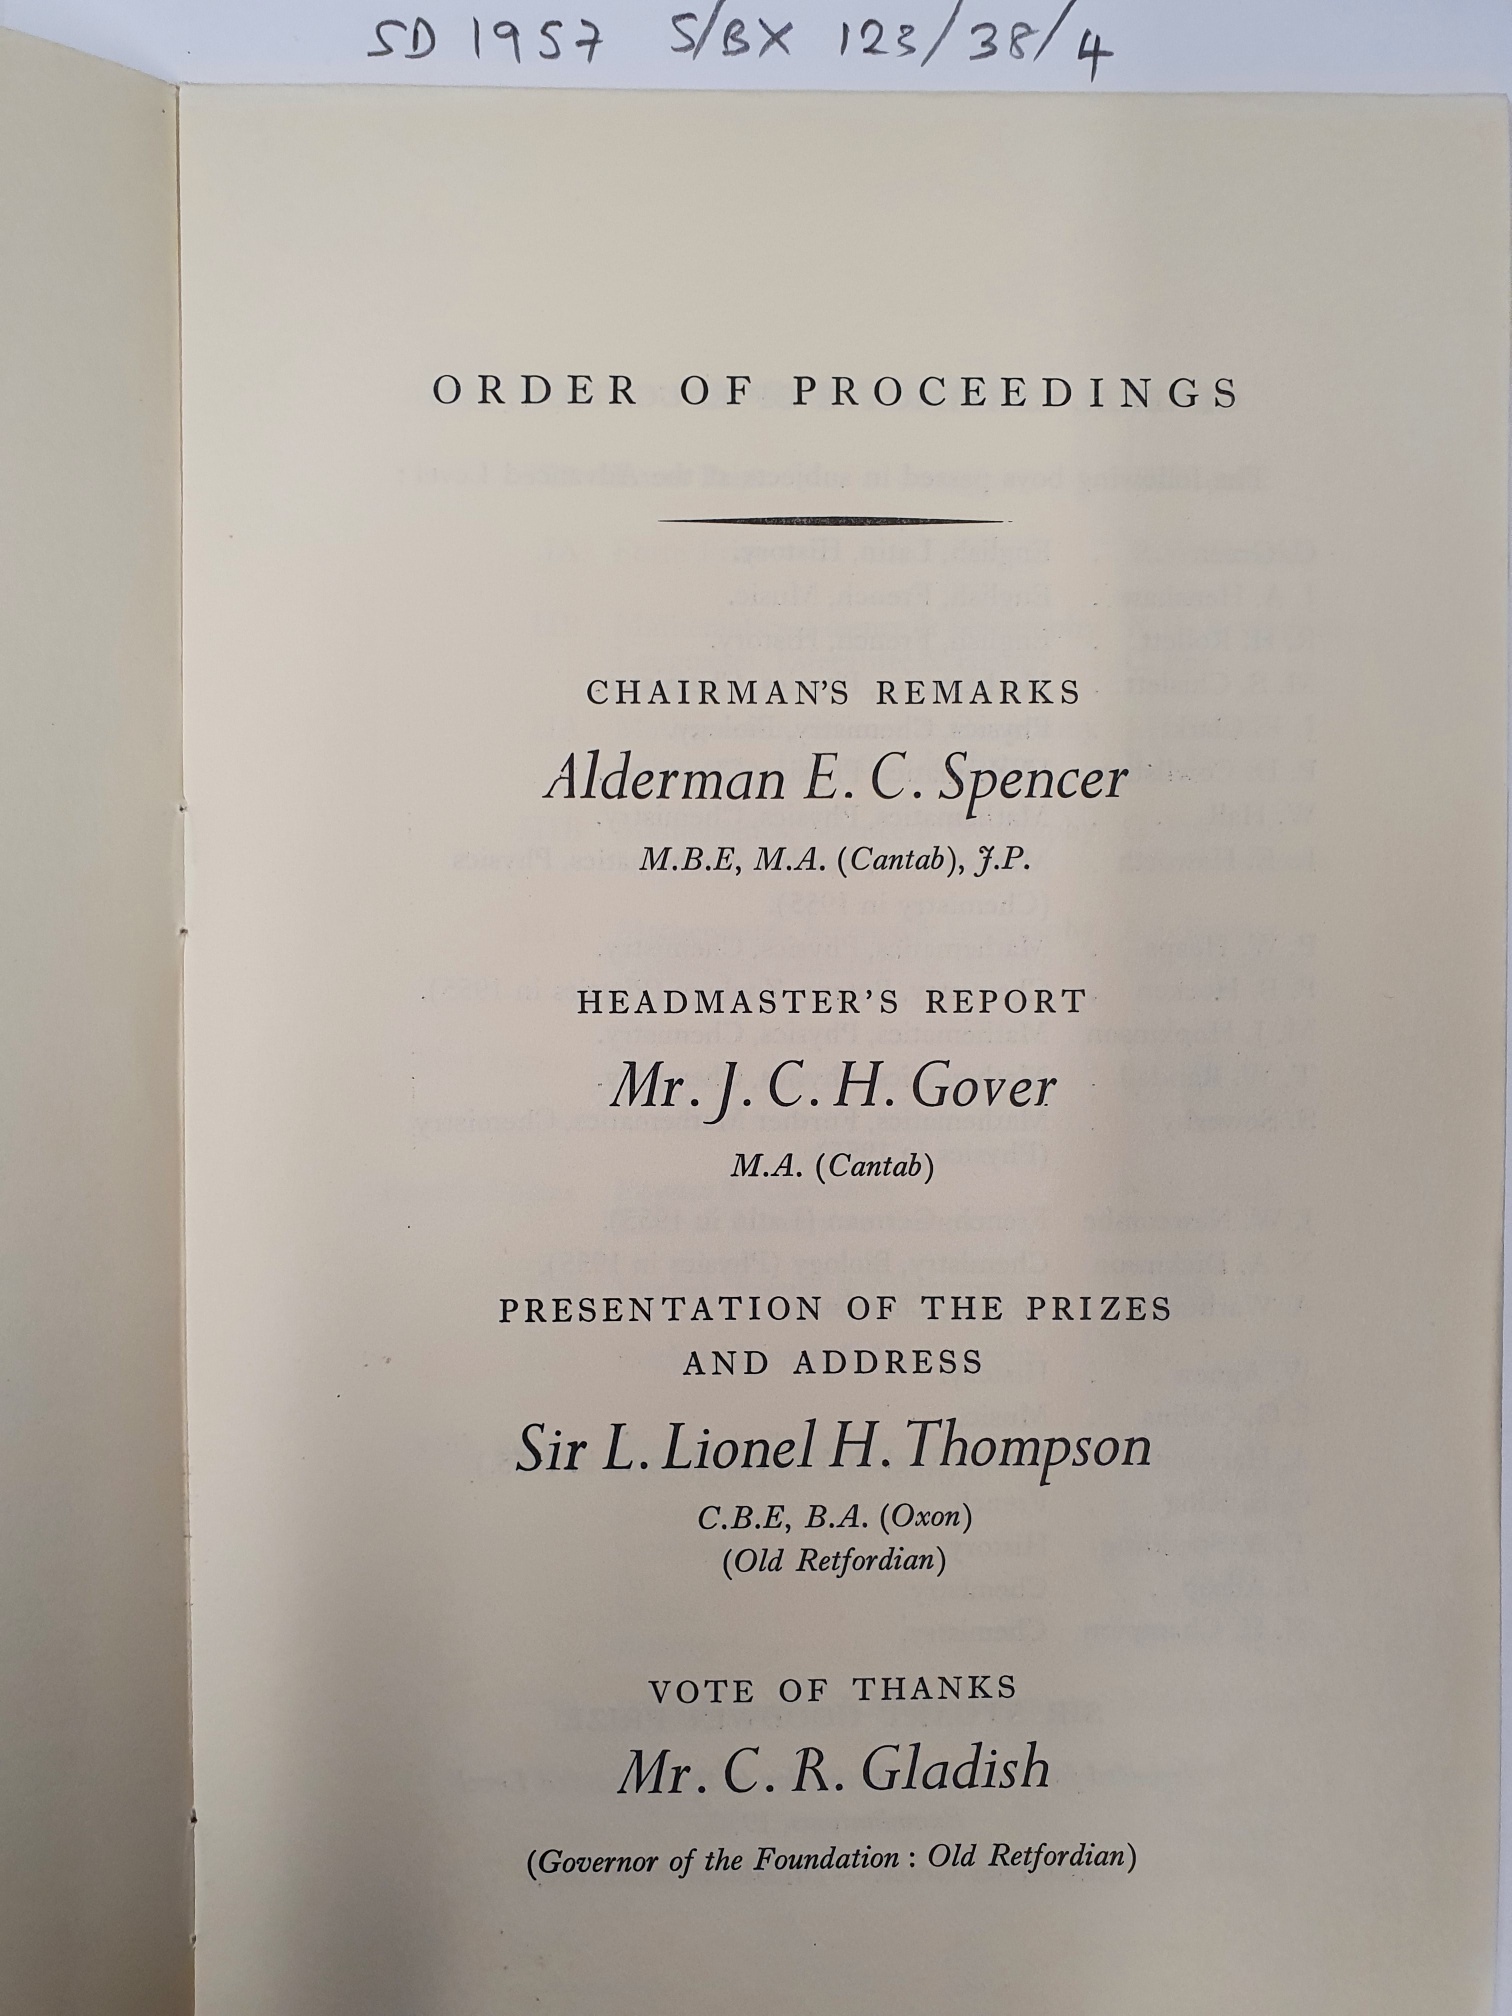 SD 1957 S/BX 123/38/4
ORDER OF PROCEEDINGS
CHAIRMAN'S REMARKS
Alderman E. C. Spencer
M.B.E, M.A. (Cantab), J.P.
HEADMASTER'S REPORT
Mr. J. C. H. Gover
M.A. (Cantab)
PRESENTATION OF THE PRIZES
AND ADDRESS
Sir L. Lionel H. Thompson
C.B.E, B.A. (Oxon)
(Old Retfordian)
VOTE OF THANKS
Mr. C. R. Gladish
(Governor of the Foundation : Old Retfordian)